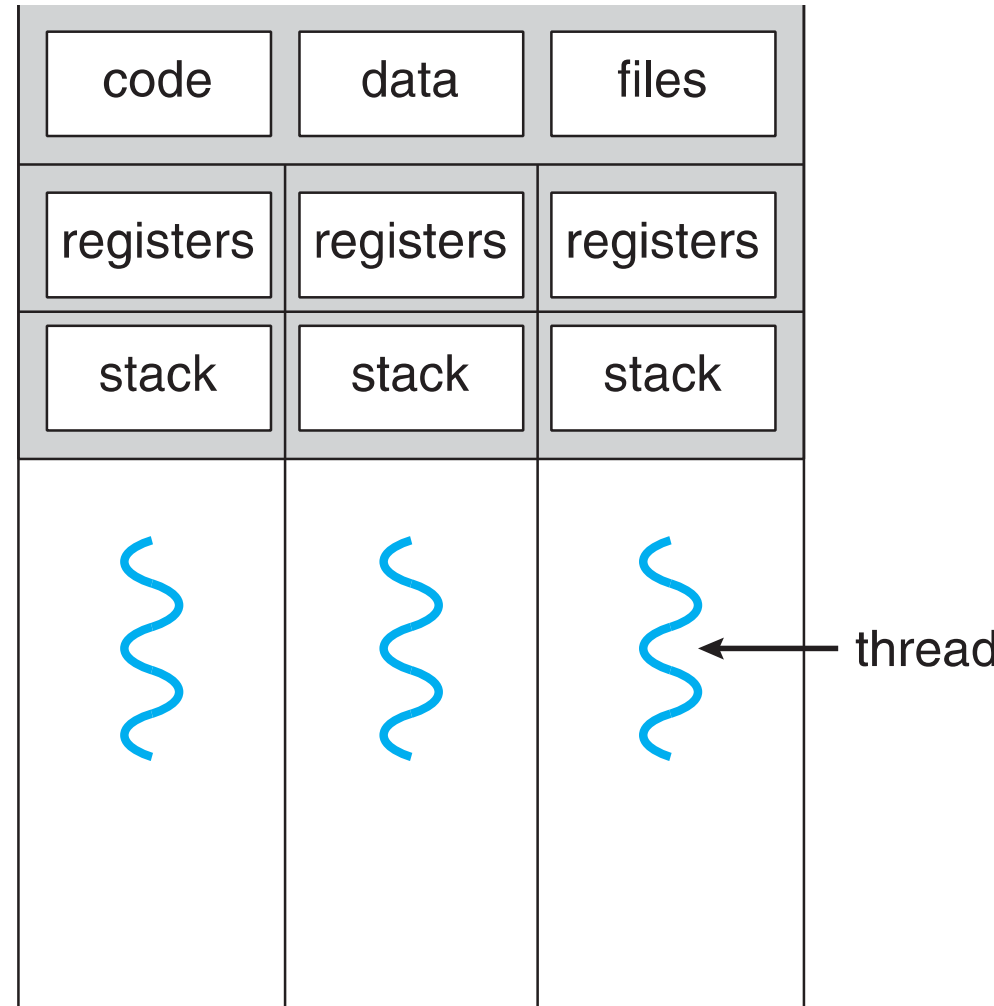 code data files
registers registers registers
stack stack stack
thread